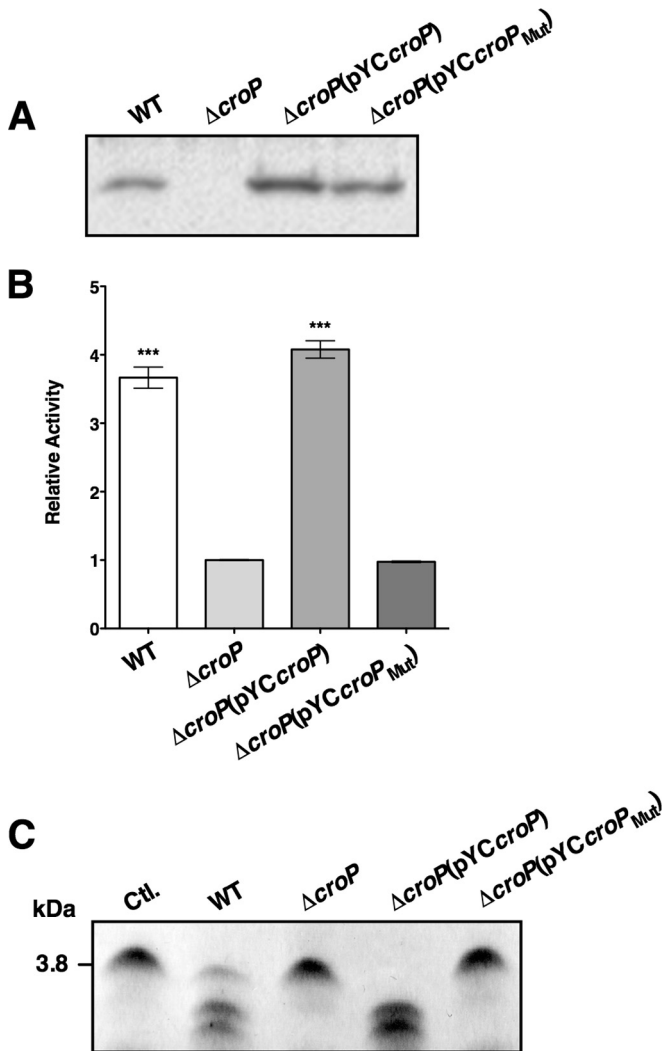 A
WT ΔcroP ΔcroP(pYCcroP) ΔcroP(pYCcroPMut)
B
Relative Activity
5
4
3
2
1
0
***
***
WT ΔcroP ΔcroP(pYCcroP) ΔcroP(pYCcroPMut)
C
Ctl. WT ΔcroP ΔcroP(pYCcroP) ΔcroP(pYCcroPMut)
kDa
3.8